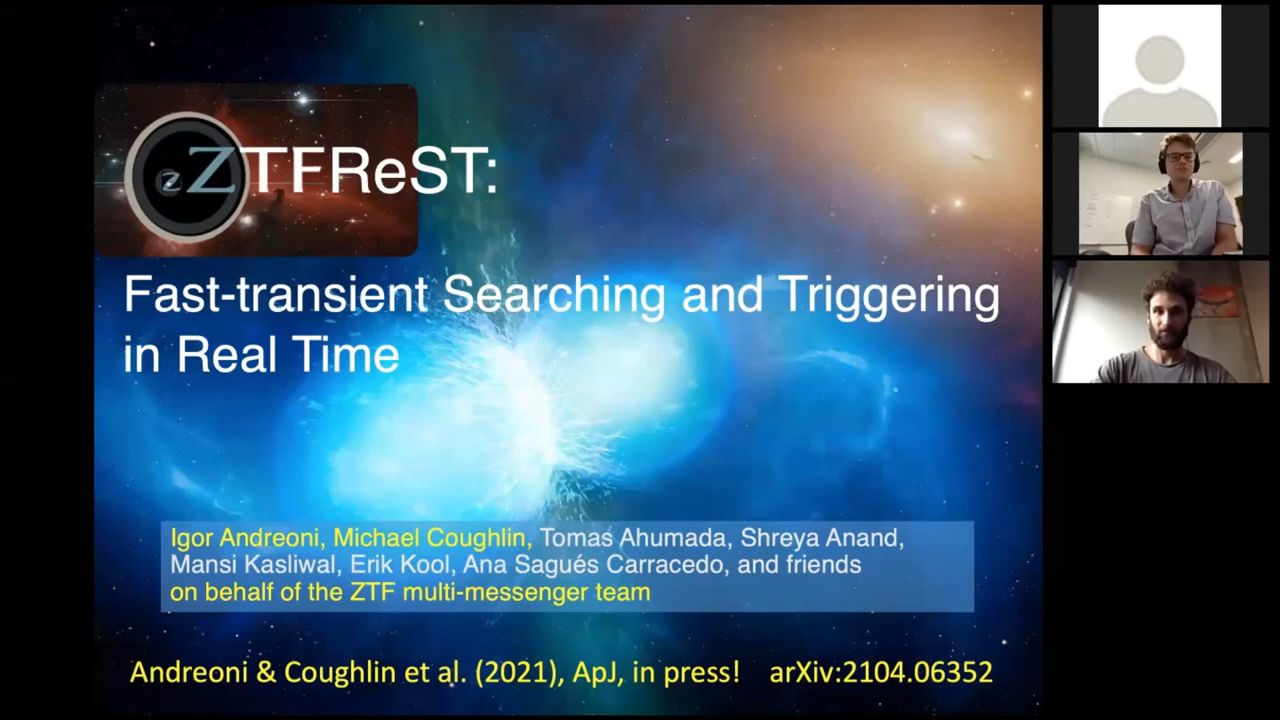 zZTFReST:
Fast-transient Searching and Triggering
in Real Time
Igor Andreoni, Michael Coughlin, Tomas Ahumada, Shreya Anand,
Mansi Kasliwal, Erik Kool, Ana Sagués Carracedo, and friends
on behalf of the ZTF multi-messenger team
Andreoni & Coughlin et al. (2021), ApJ, in press! arXiv:2104.06352